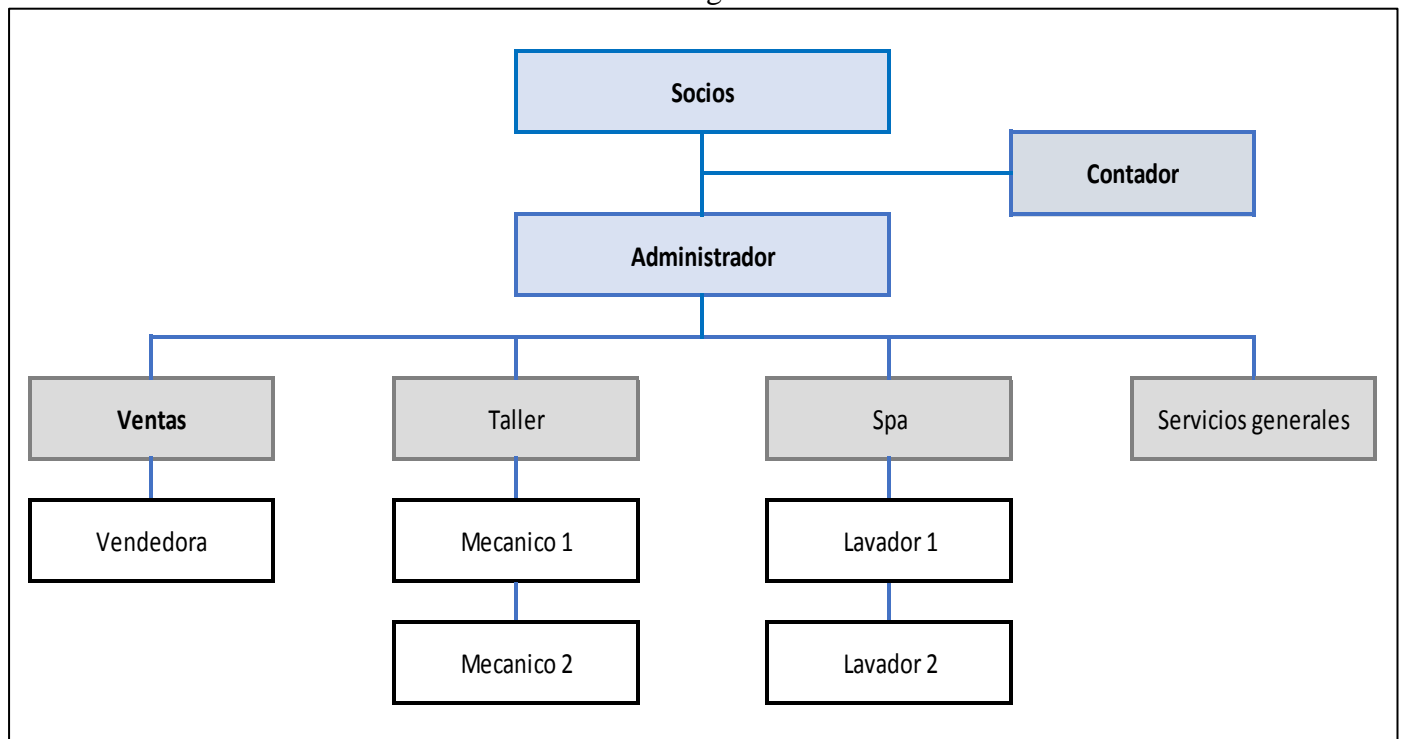 Socios
Contador
Administrador
Ventas
Taller
Spa
Servicios generales
Vendedora
Mecanico 1
Lavador 1
Mecanico 2
Lavador 2